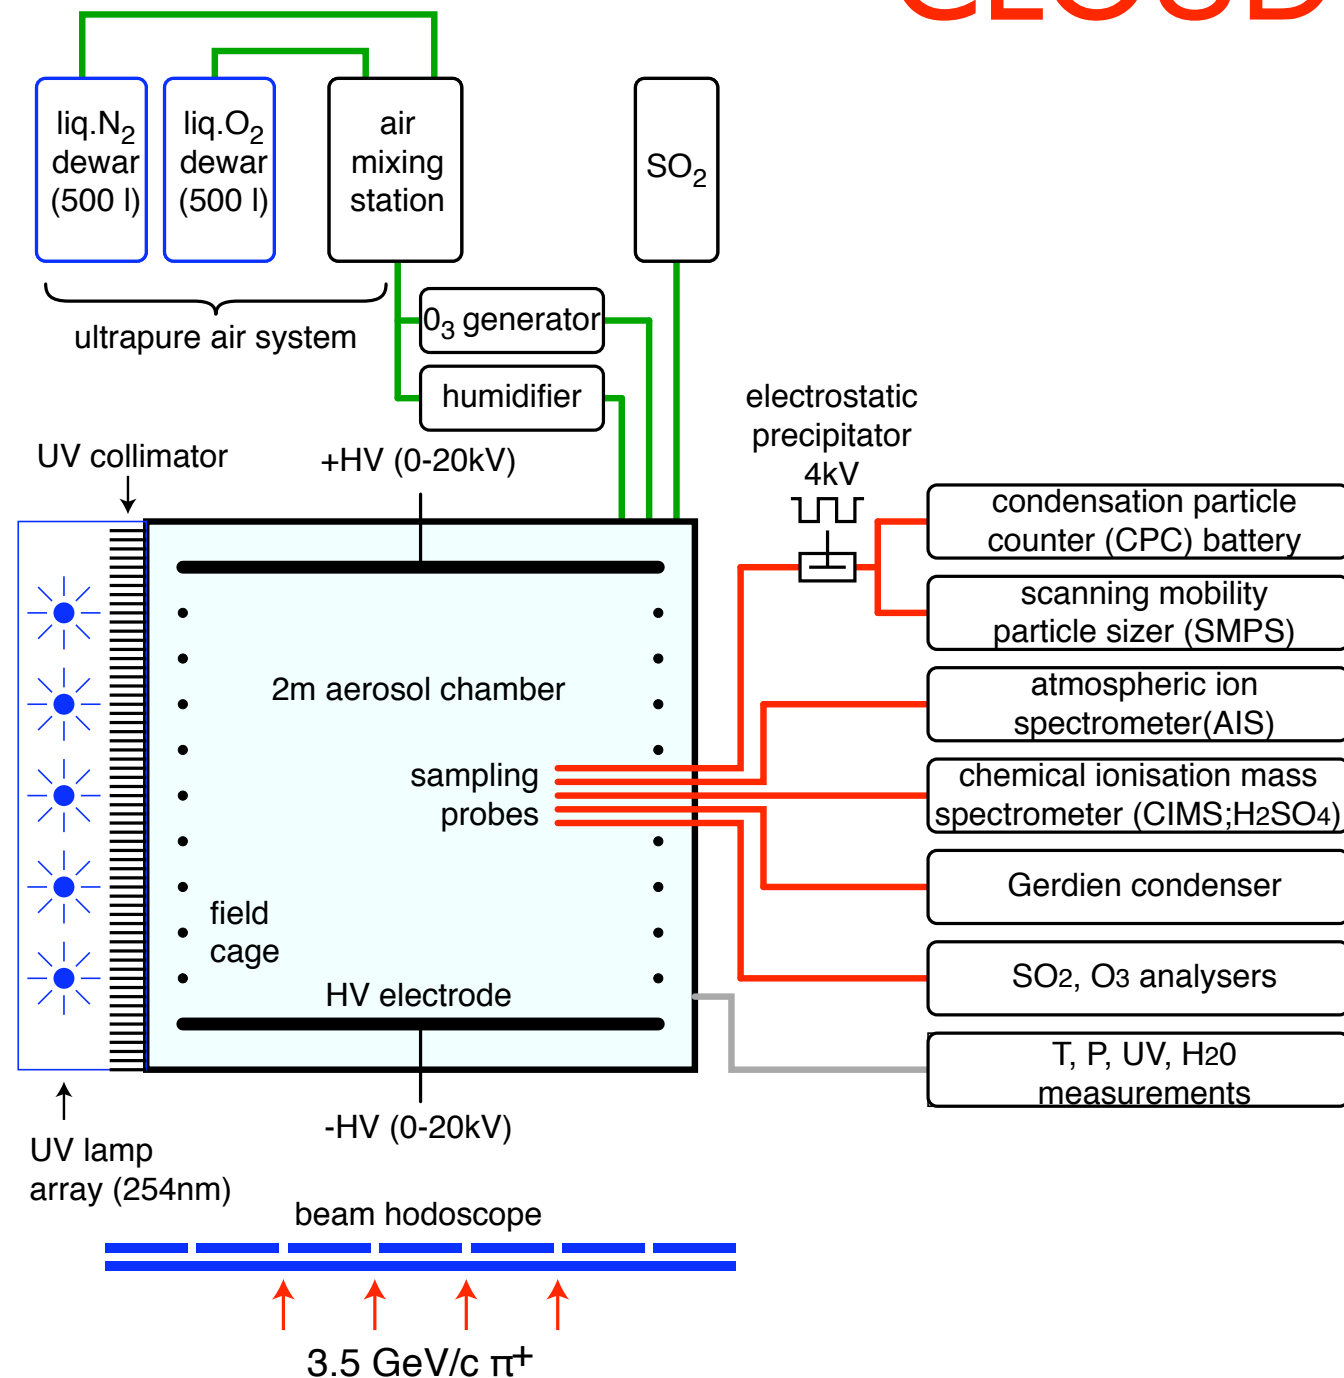 CLOUD
liq.N2
dewar
(500 l)
liq.O2
dewar
(500 l)
air
mixing
station
SO2
ultrapure air system
03 generator
humidifier
electrostatic
precipitator
4kV
UV collimator
+HV (0-20kV)
condensation particle
counter (CPC) battery
scanning mobility
particle sizer (SMPS)
atmospheric ion
spectrometer(AIS)
chemical ionisation mass
spectrometer (CIMS;H2SO4)
Gerdien condenser
SO2, O3 analysers
T, P, UV, H20
measurements
2m aerosol chamber
sampling
probes
field
cage
HV electrode
-HV (0-20kV)
UV lamp
array (254nm)
beam hodoscope
3.5 GeV/c π+